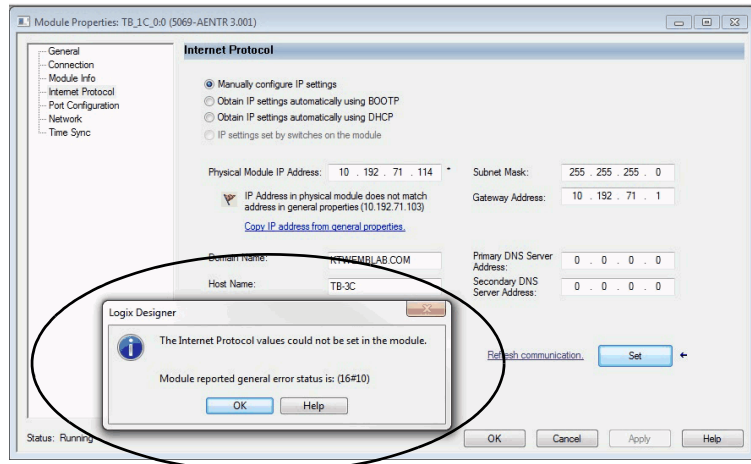 Module Properties: TB_1C_0:0 (5069-AENTR 3.001)
General
Connection
Module Info
Internet Protocol
Port Configuration
Network
Time Sync
Internet Protocol
Manually configure IP settings
Obtain IP settings automatically using BOOTP
Obtain IP settings automatically using DHCP
IP settings set by switches on the module
Physical Module IP Address: 10 . 192 . 71 . 114 *
Subnet Mask: 255 . 255 . 255 . 0
IP Address in physical module does not match
address in general properties (10.192.71.103)
Gateway Address: 10 . 192 . 71 . 1
Copy IP address from general properties.
Domain Name: KTWEMBLAB.COM
Primary DNS Server
Address: 0 . 0 . 0 . 0
Host Name: TB-3C
Secondary DNS
Server Address: 0 . 0 . 0 . 0
Logix Designer
The Internet Protocol values could not be set in the module.
Module reported general error status is: (16#10)
OK Help
Refresh communication. Set
Status: Running
OK Cancel Apply Help